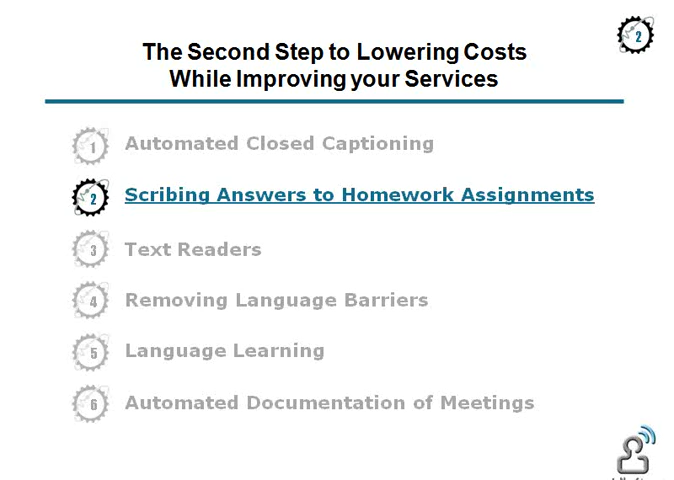 2
The Second Step to Lowering Costs
While Improving your Services
1 Automated Closed Captioning
2 Scribing Answers to Homework Assignments
3 Text Readers
4 Removing Language Barriers
5 Language Learning
6 Automated Documentation of Meetings